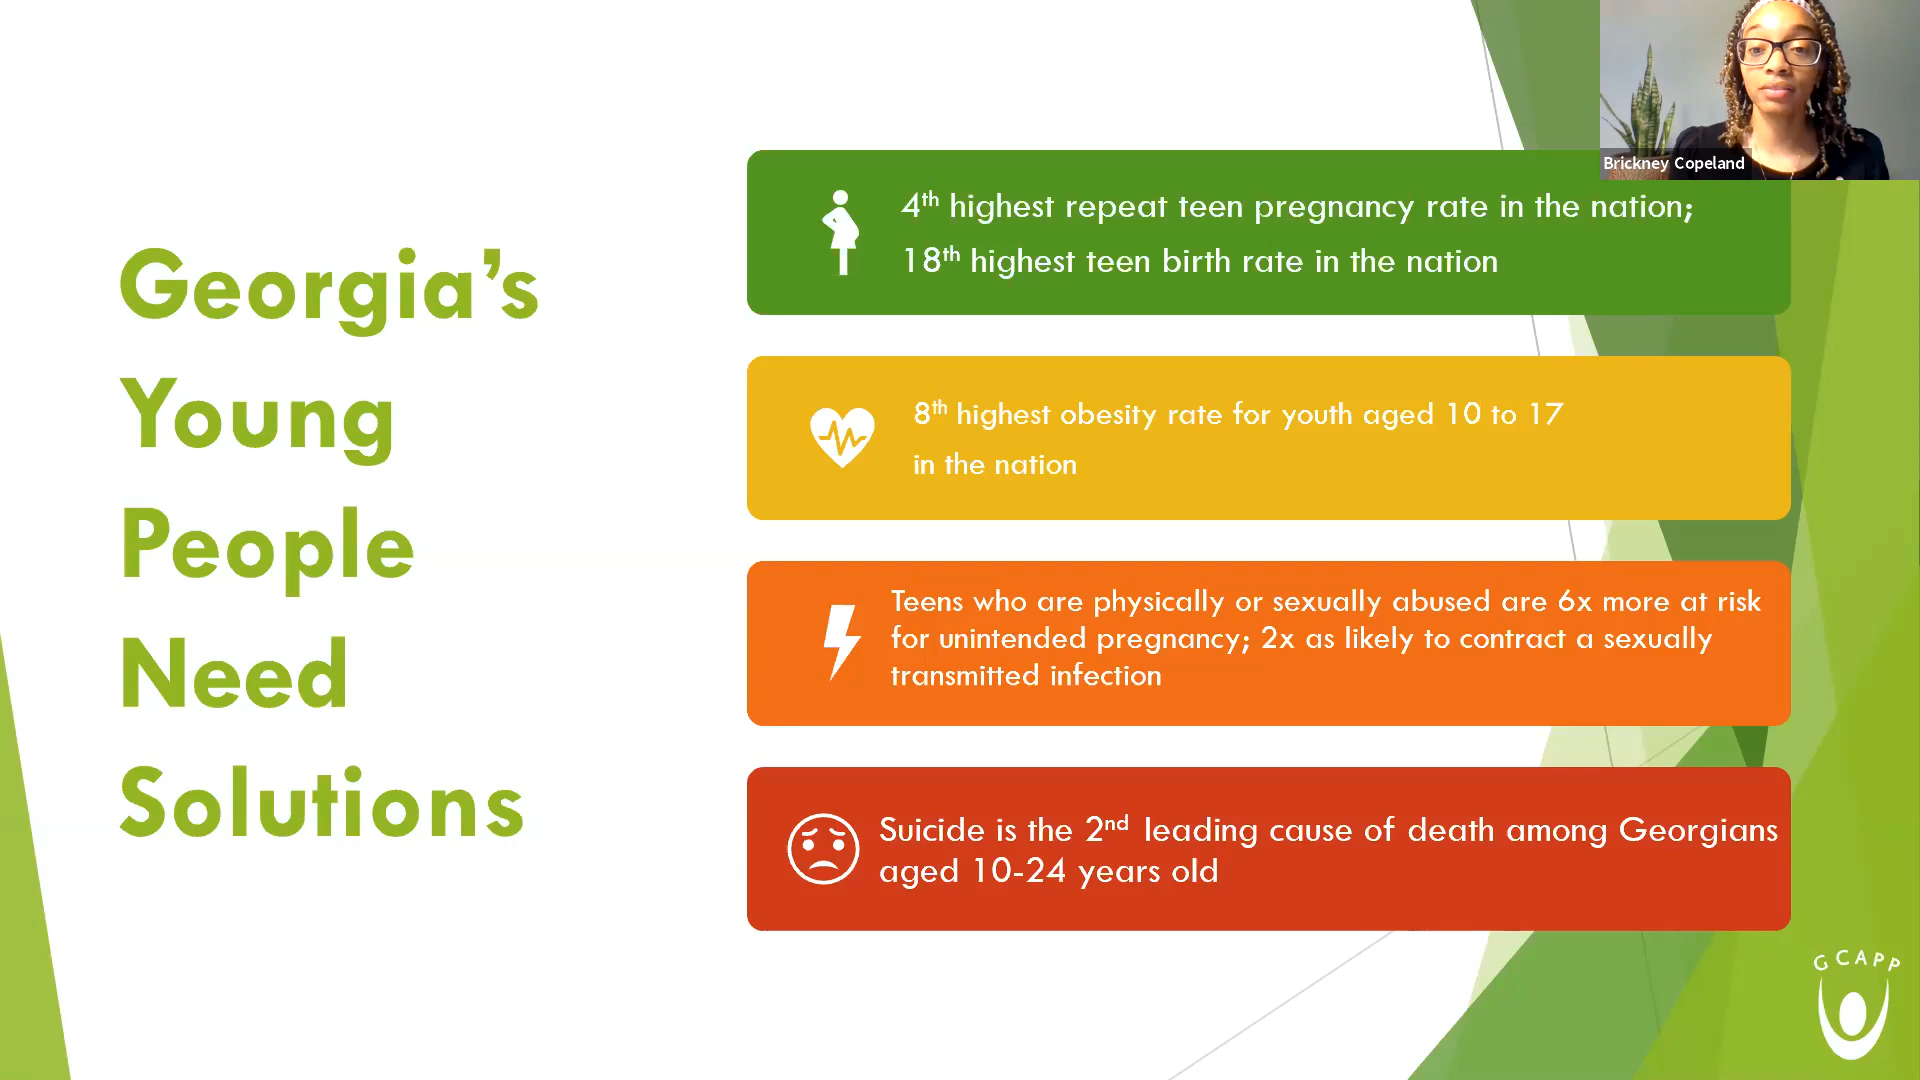 Georgia’s
Young
People
Need
Solutions
Brickney Copeland
4th highest repeat teen pregnancy rate in the nation;
18th highest teen birth rate in the nation
8th highest obesity rate for youth aged 10 to 17
in the nation
Teens who are physically or sexually abused are 6x more at risk
for unintended pregnancy; 2x as likely to contract a sexually
transmitted infection
Suicide is the 2nd leading cause of death among Georgians
aged 10-24 years old
GCAPP